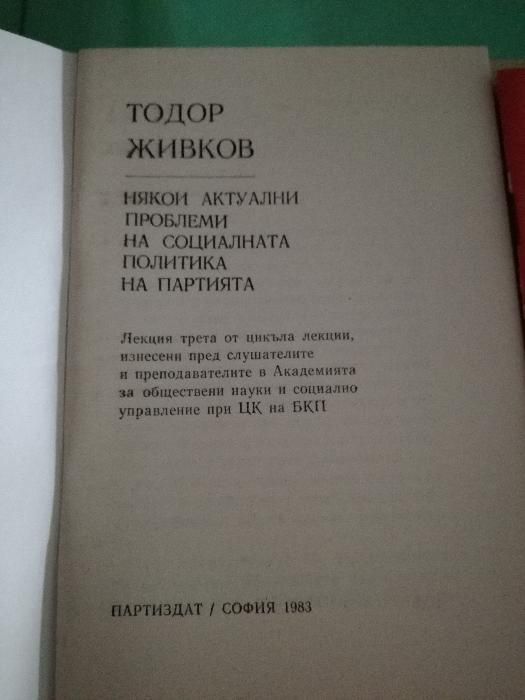 ТОДОР
ЖИВКОВ
НЯКОИ АКТУАЛНИ
ПРОБЛЕМИ
НА СОЦИАЛНАТА
ПОЛИТИКА
НА ПАРТИЯТА
Лекция трета от цикъла лекции,
изнесени пред слушателите
и преподавателите в Академията
за обществени науки и социално
управление при ЦК на БКП
ПАРТИЗДАТ / СОФИЯ 1983